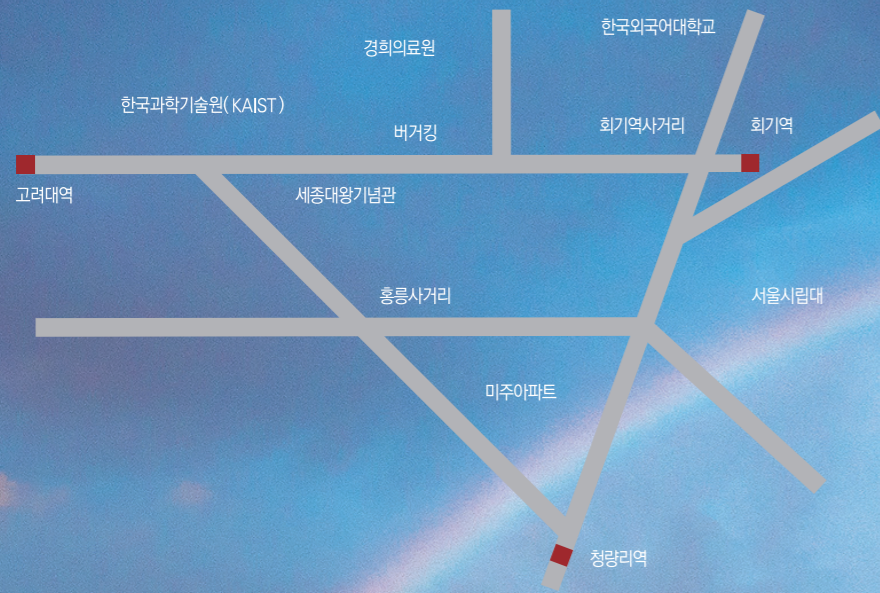 한국외국어대학교
경희의료원
한국과학기술원( KAIST )
버거킹
회기역사거리
회기역
고려대역
세종대왕기념관
홍릉사거리
서울시립대
미주아파트
청량리역